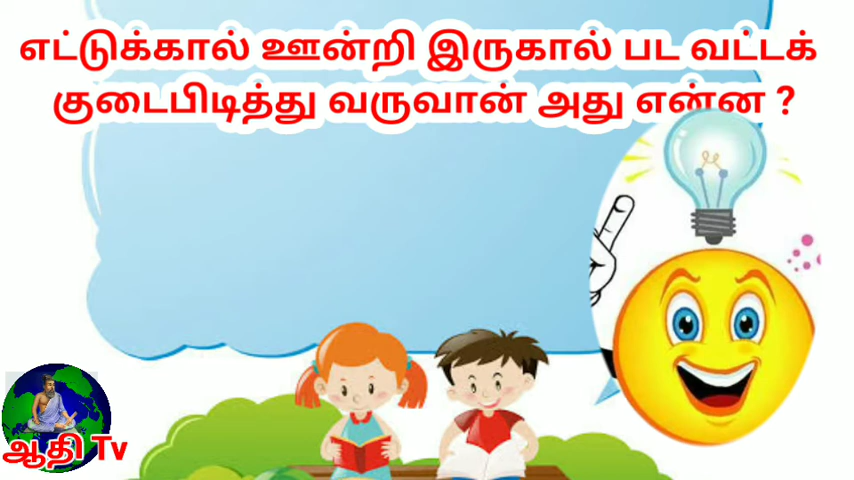 எட்டுக்கால் ஊன்றி இருகால் பட வட்டக்
குடைபிடித்து வருவான் அது என்ன ?
ஆதி Tv